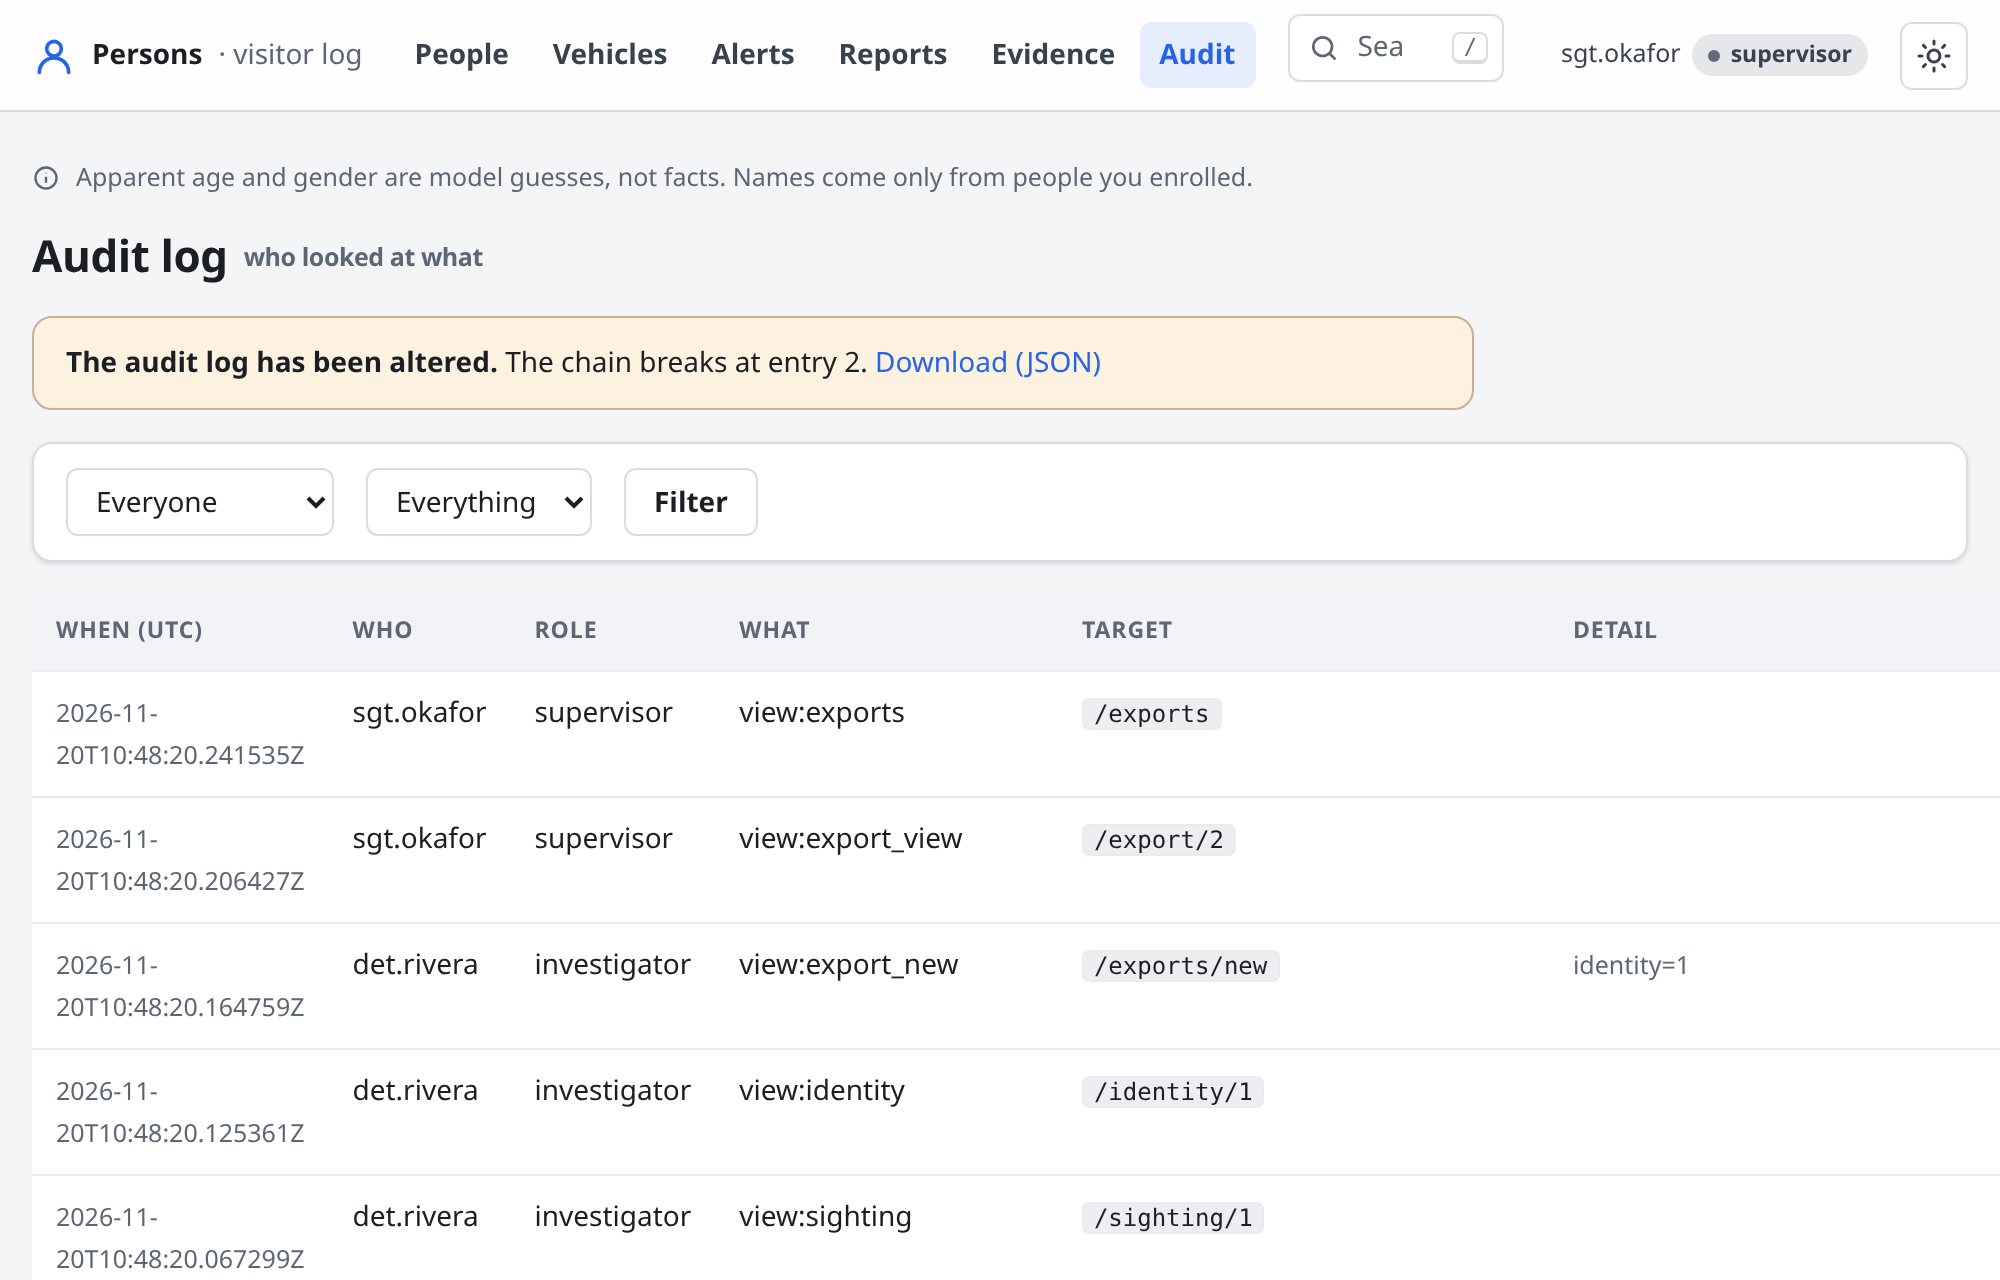 Persons · visitor log People Vehicles Alerts Reports Evidence Audit Sea / sgt.okafor supervisor
Apparent age and gender are model guesses, not facts. Names come only from people you enrolled.
Audit log who looked at what
The audit log has been altered. The chain breaks at entry 2. Download (JSON)
Everyone Everything Filter
WHEN (UTC) WHO ROLE WHAT TARGET DETAIL
2026-11-
20T10:48:20.241535Z sgt.okafor supervisor view:exports /exports
2026-11-
20T10:48:20.206427Z sgt.okafor supervisor view:export_view /export/2
2026-11-
20T10:48:20.164759Z det.rivera investigator view:export_new /exports/new identity=1
2026-11-
20T10:48:20.125361Z det.rivera investigator view:identity /identity/1
2026-11-
20T10:48:20.067299Z det.rivera investigator view:sighting /sighting/1